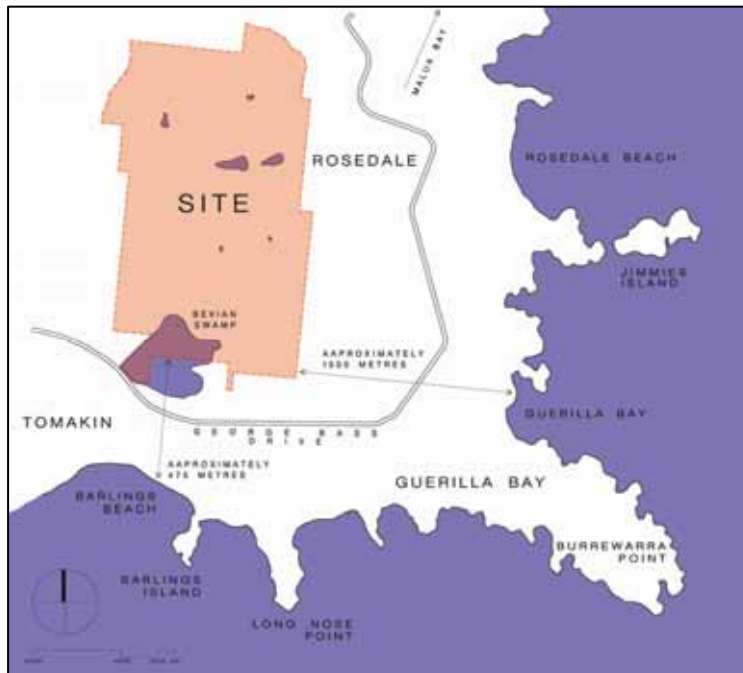 MALUA BAY
ROSEDALE
ROSEDALE BEACH
SITE
JIMMIES
ISLAND
BEVIAN
SWAMP
AAPROXIMATELY
1500 METRES
GUERILLA BAY
TOMAKIN
GEORGE BASS
DRIVE
AAPROXIMATELY
475 METRES
GUERILLA BAY
BARLINGS
BEACH
BURREWARRA
POINT
BARLINGS
ISLAND
LONG NOSE
POINT